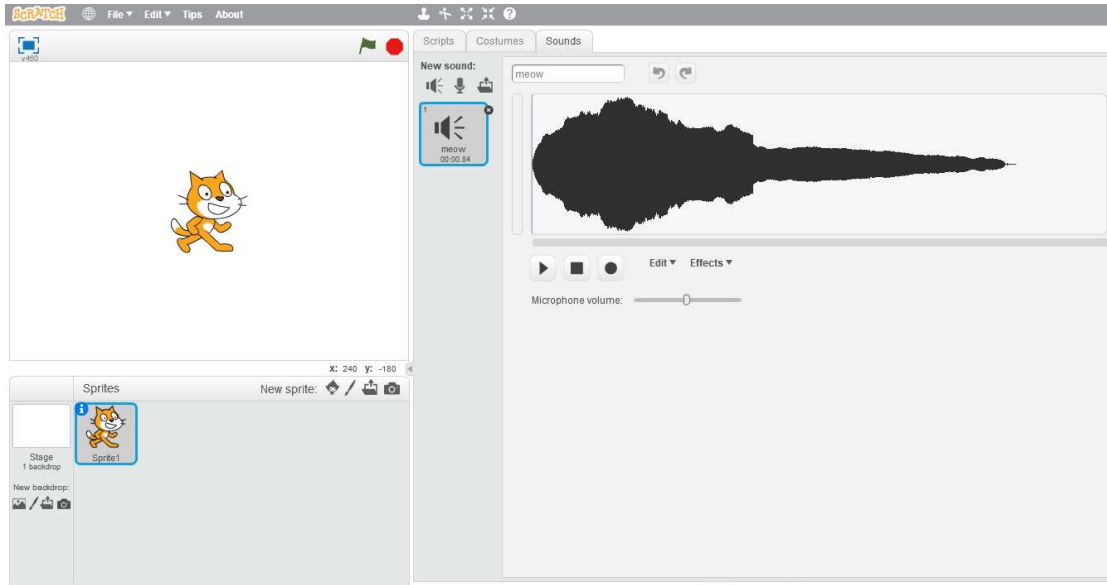 SCRATCH File ▾ Edit ▾ Tips About
v460
Scripts Costumes Sounds
New sound:
meow
1
meow
00:00.84
Edit ▾ Effects ▾
Microphone volume:
x: 240 y: -180
Sprites New sprite:
Stage
1 backdrop
Sprite1
New backdrop: